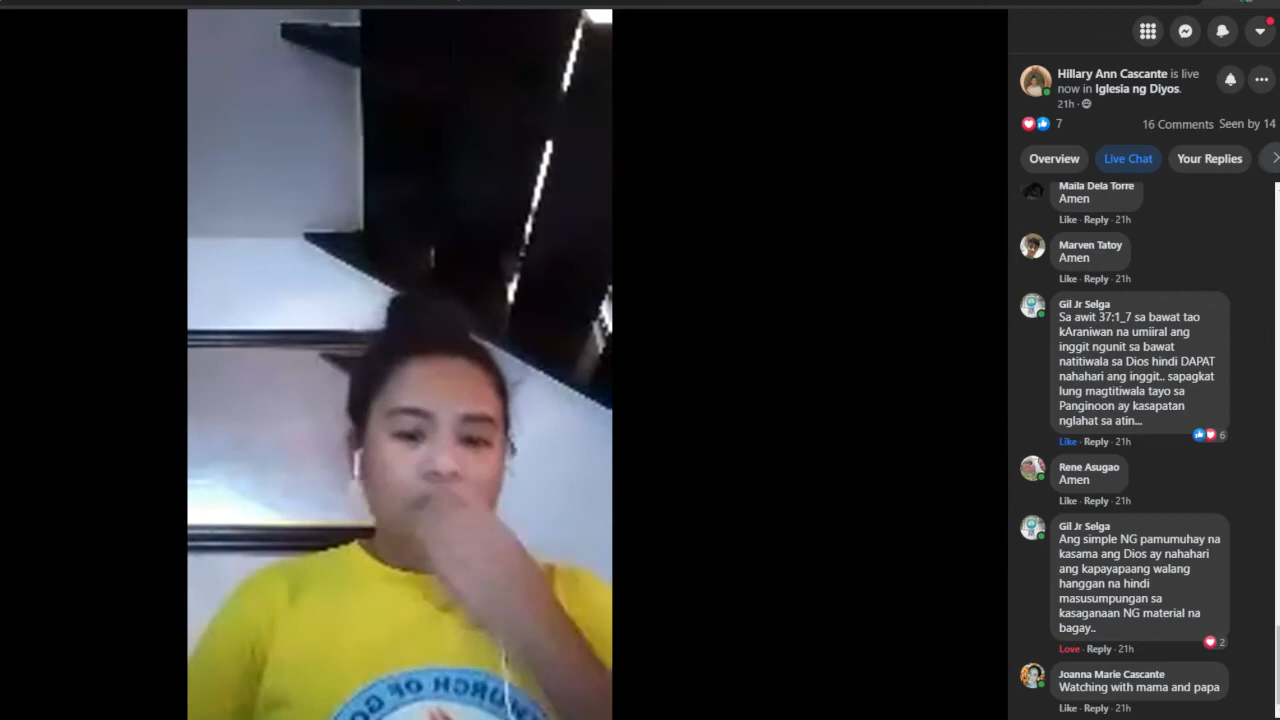 Hillary Ann Cascante is live
now in Iglesia ng Diyos.
21h ·
7
16 Comments Seen by 14
Overview
Live Chat
Your Replies
Maila Dela Torre
Amen
Like · Reply · 21h
Marven Tatoy
Amen
Like · Reply · 21h
Gil Jr Selga
Sa awit 37:1_7 sa bawat tao
kAraniwan na umiiral ang
inggit ngunit sa bawat
natitiwala sa Dios hindi DAPAT
nahahari ang inggit.. sapagkat
lung magtitiwala tayo sa
Panginoon ay kasapatan
nglahat sa atin...
6
Like · Reply · 21h
Rene Asugao
Amen
Like · Reply · 21h
Gil Jr Selga
Ang simple NG pamumuhay na
kasama ang Dios ay nahahari
ang kapayapaang walang
hanggan na hindi
masusumpungan sa
kasaganaan NG material na
bagay..
2
Love · Reply · 21h
Joanna Marie Cascante
Watching with mama and papa
Like · Reply · 21h
CHURCH OF